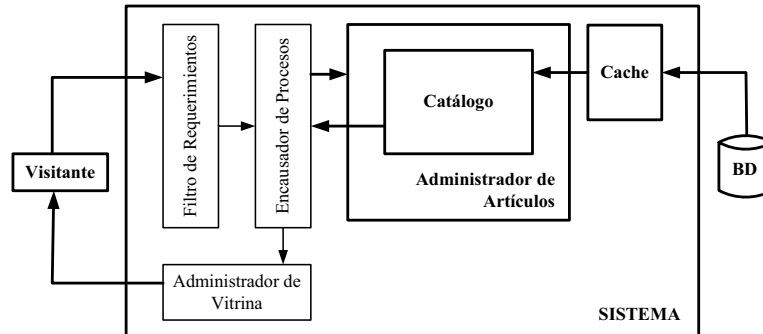 Visitante
Filtro de Requerimientos
Encausador de Procesos
Catálogo
Administrador de
Artículos
Cache
BD
Administrador de
Vitrina
SISTEMA